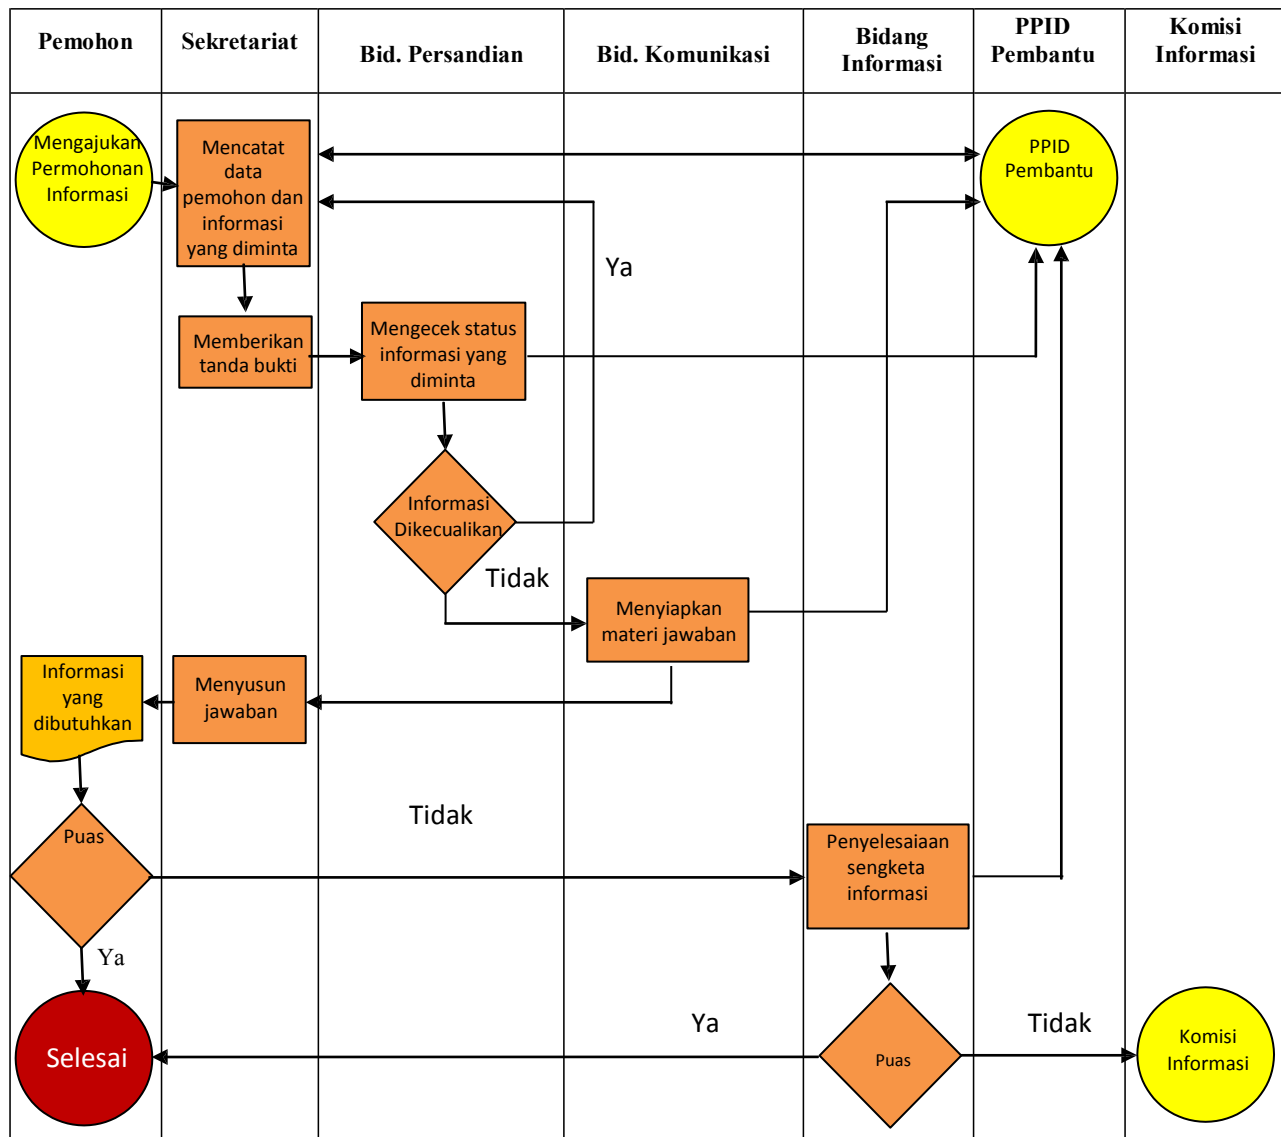 Pemohon
Sekretariat
Bid. Persandian
Bid. Komunikasi
Bidang
Informasi
PPID
Pembantu
Komisi
Informasi
Mengajukan
Permohonan
Informasi
Mencatat
data
pemohon dan
informasi
yang diminta
PPID
Pembantu
Ya
Memberikan
tanda bukti
Mengecek status
informasi yang
diminta
Informasi
Dikecualikan
Tidak
Menyiapkan
materi jawaban
Informasi
yang
dibutuhkan
Menyusun
jawaban
Puas
Tidak
Penyelesaiaan
sengketa
informasi
Ya
Selesai
Ya
Puas
Tidak
Komisi
Informasi